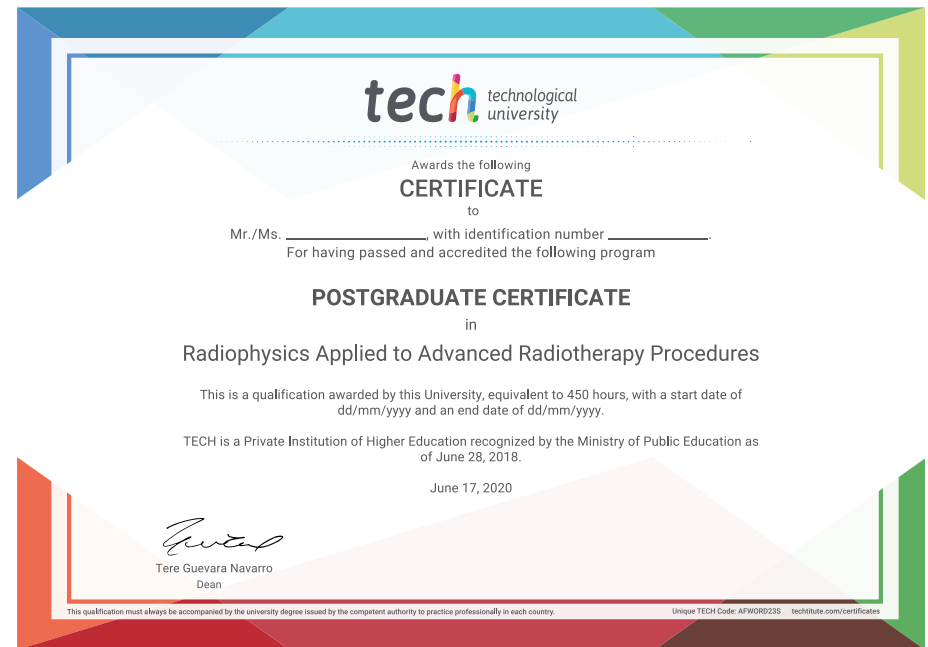 tech technological
university
Awards the following
CERTIFICATE
to
Mr./Ms. ____________________, with identification number ______________.
For having passed and accredited the following program
POSTGRADUATE CERTIFICATE
in
Radiophysics Applied to Advanced Radiotherapy Procedures
This is a qualification awarded by this University, equivalent to 450 hours, with a start date of
dd/mm/yyyy and an end date of dd/mm/yyyy.
TECH is a Private Institution of Higher Education recognized by the Ministry of Public Education as
of June 28, 2018.
June 17, 2020
Tere Guevara Navarro
Dean
This qualification must always be accompanied by the university degree issued by the competent authority to practice professionally in each country. Unique TECH Code: AFWORD23S techtitute.com/certificates